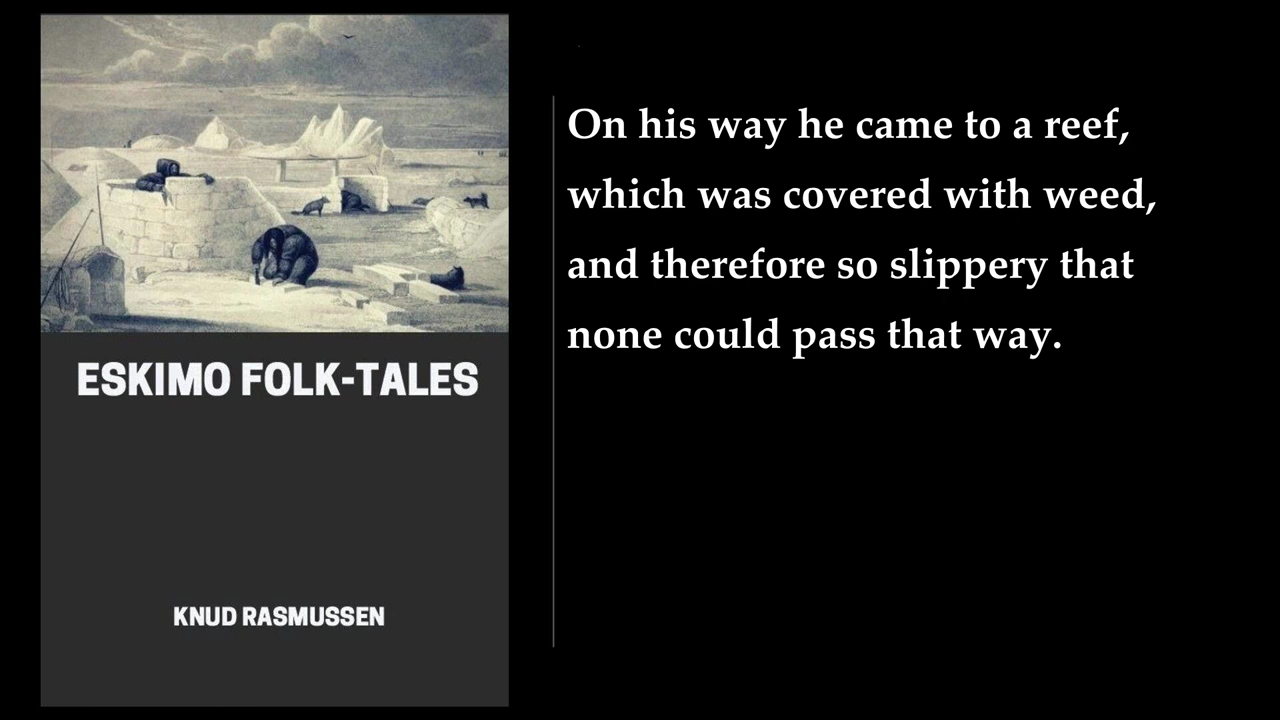 ESKIMO FOLK-TALES
KNUD RASMUSSEN
On his way he came to a reef,
which was covered with weed,
and therefore so slippery that
none could pass that way.